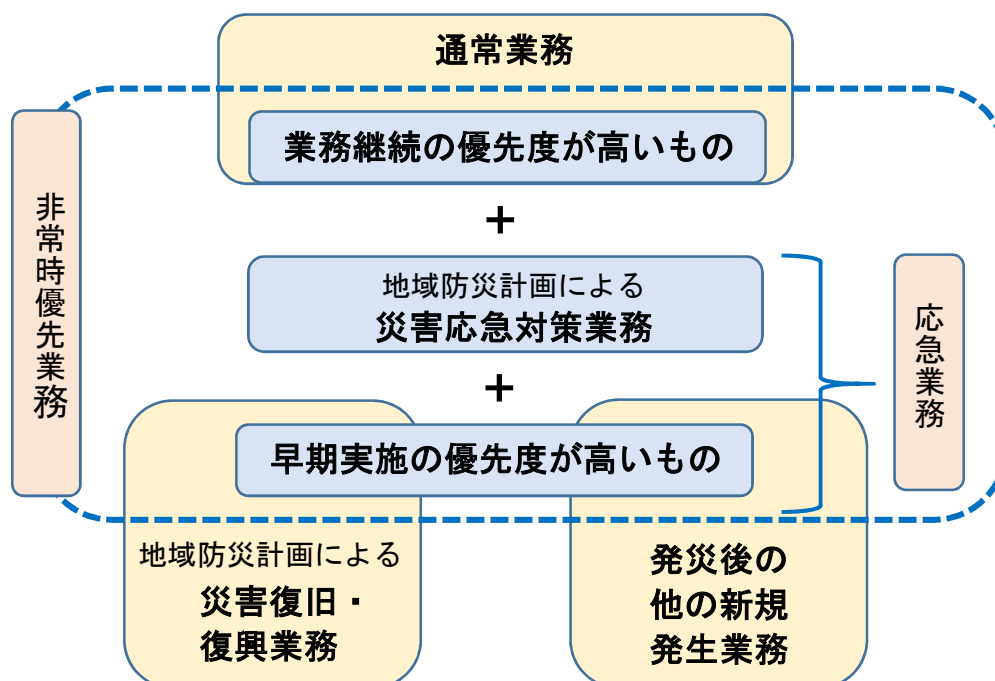 通常業務
業務継続の優先度が高いもの
+
非常時優先業務
地域防災計画による
災害応急対策業務
応急業務
+
早期実施の優先度が高いもの
地域防災計画による
災害復旧・
復興業務
発災後の
他の新規
発生業務